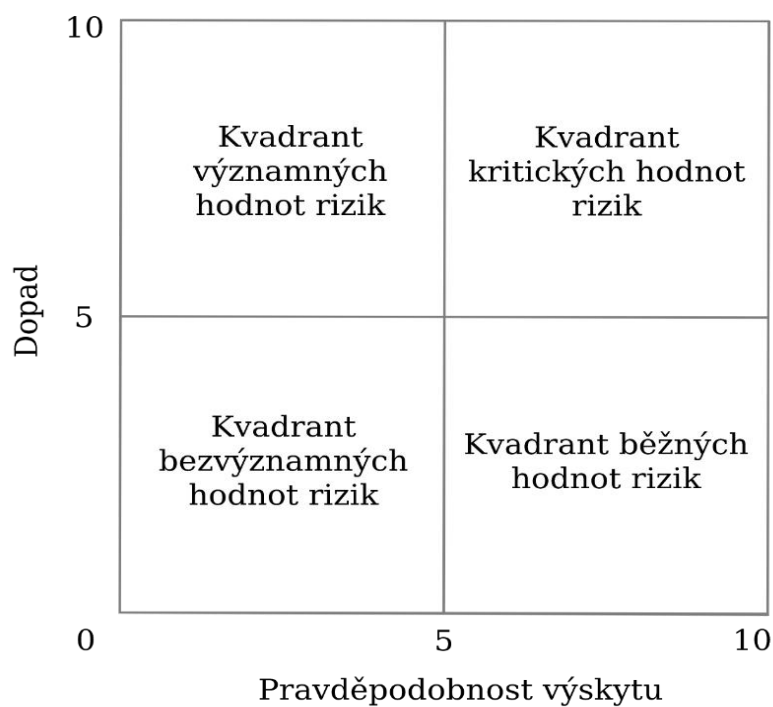 10
Kvadrant
významných
hodnot rizik
Kvadrant
kritických hodnot
rizik
Dopad
5
Kvadrant
bezvýznamných
hodnot rizik
Kvadrant běžných
hodnot rizik
0
5
10
Pravděpodobnost výskytu